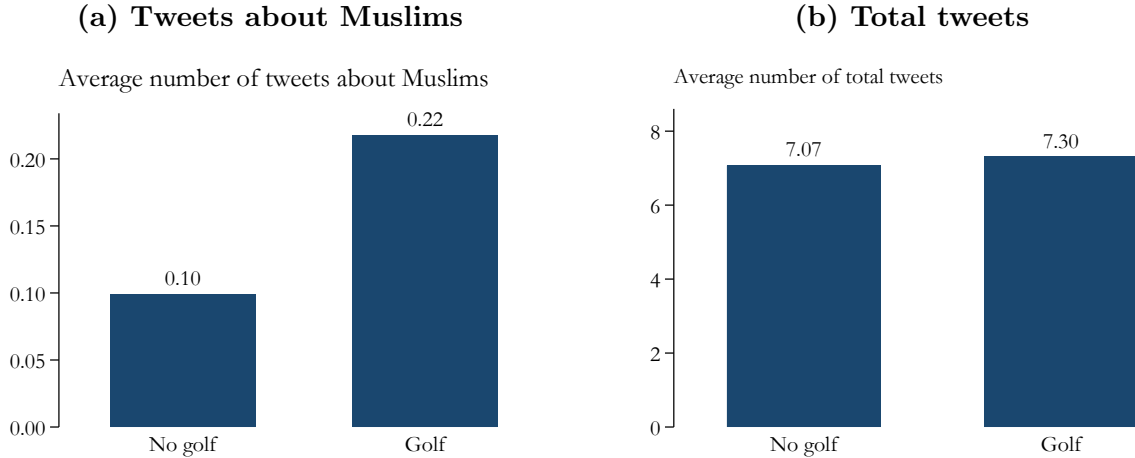 (a) Tweets about Muslims
Average number of tweets about Muslims
0.22
0.20
0.15
0.10
0.10
0.05
0.00
No golf
Golf
(b) Total tweets
Average number of total tweets
8
7.07
7.30
6
4
2
0
No golf
Golf